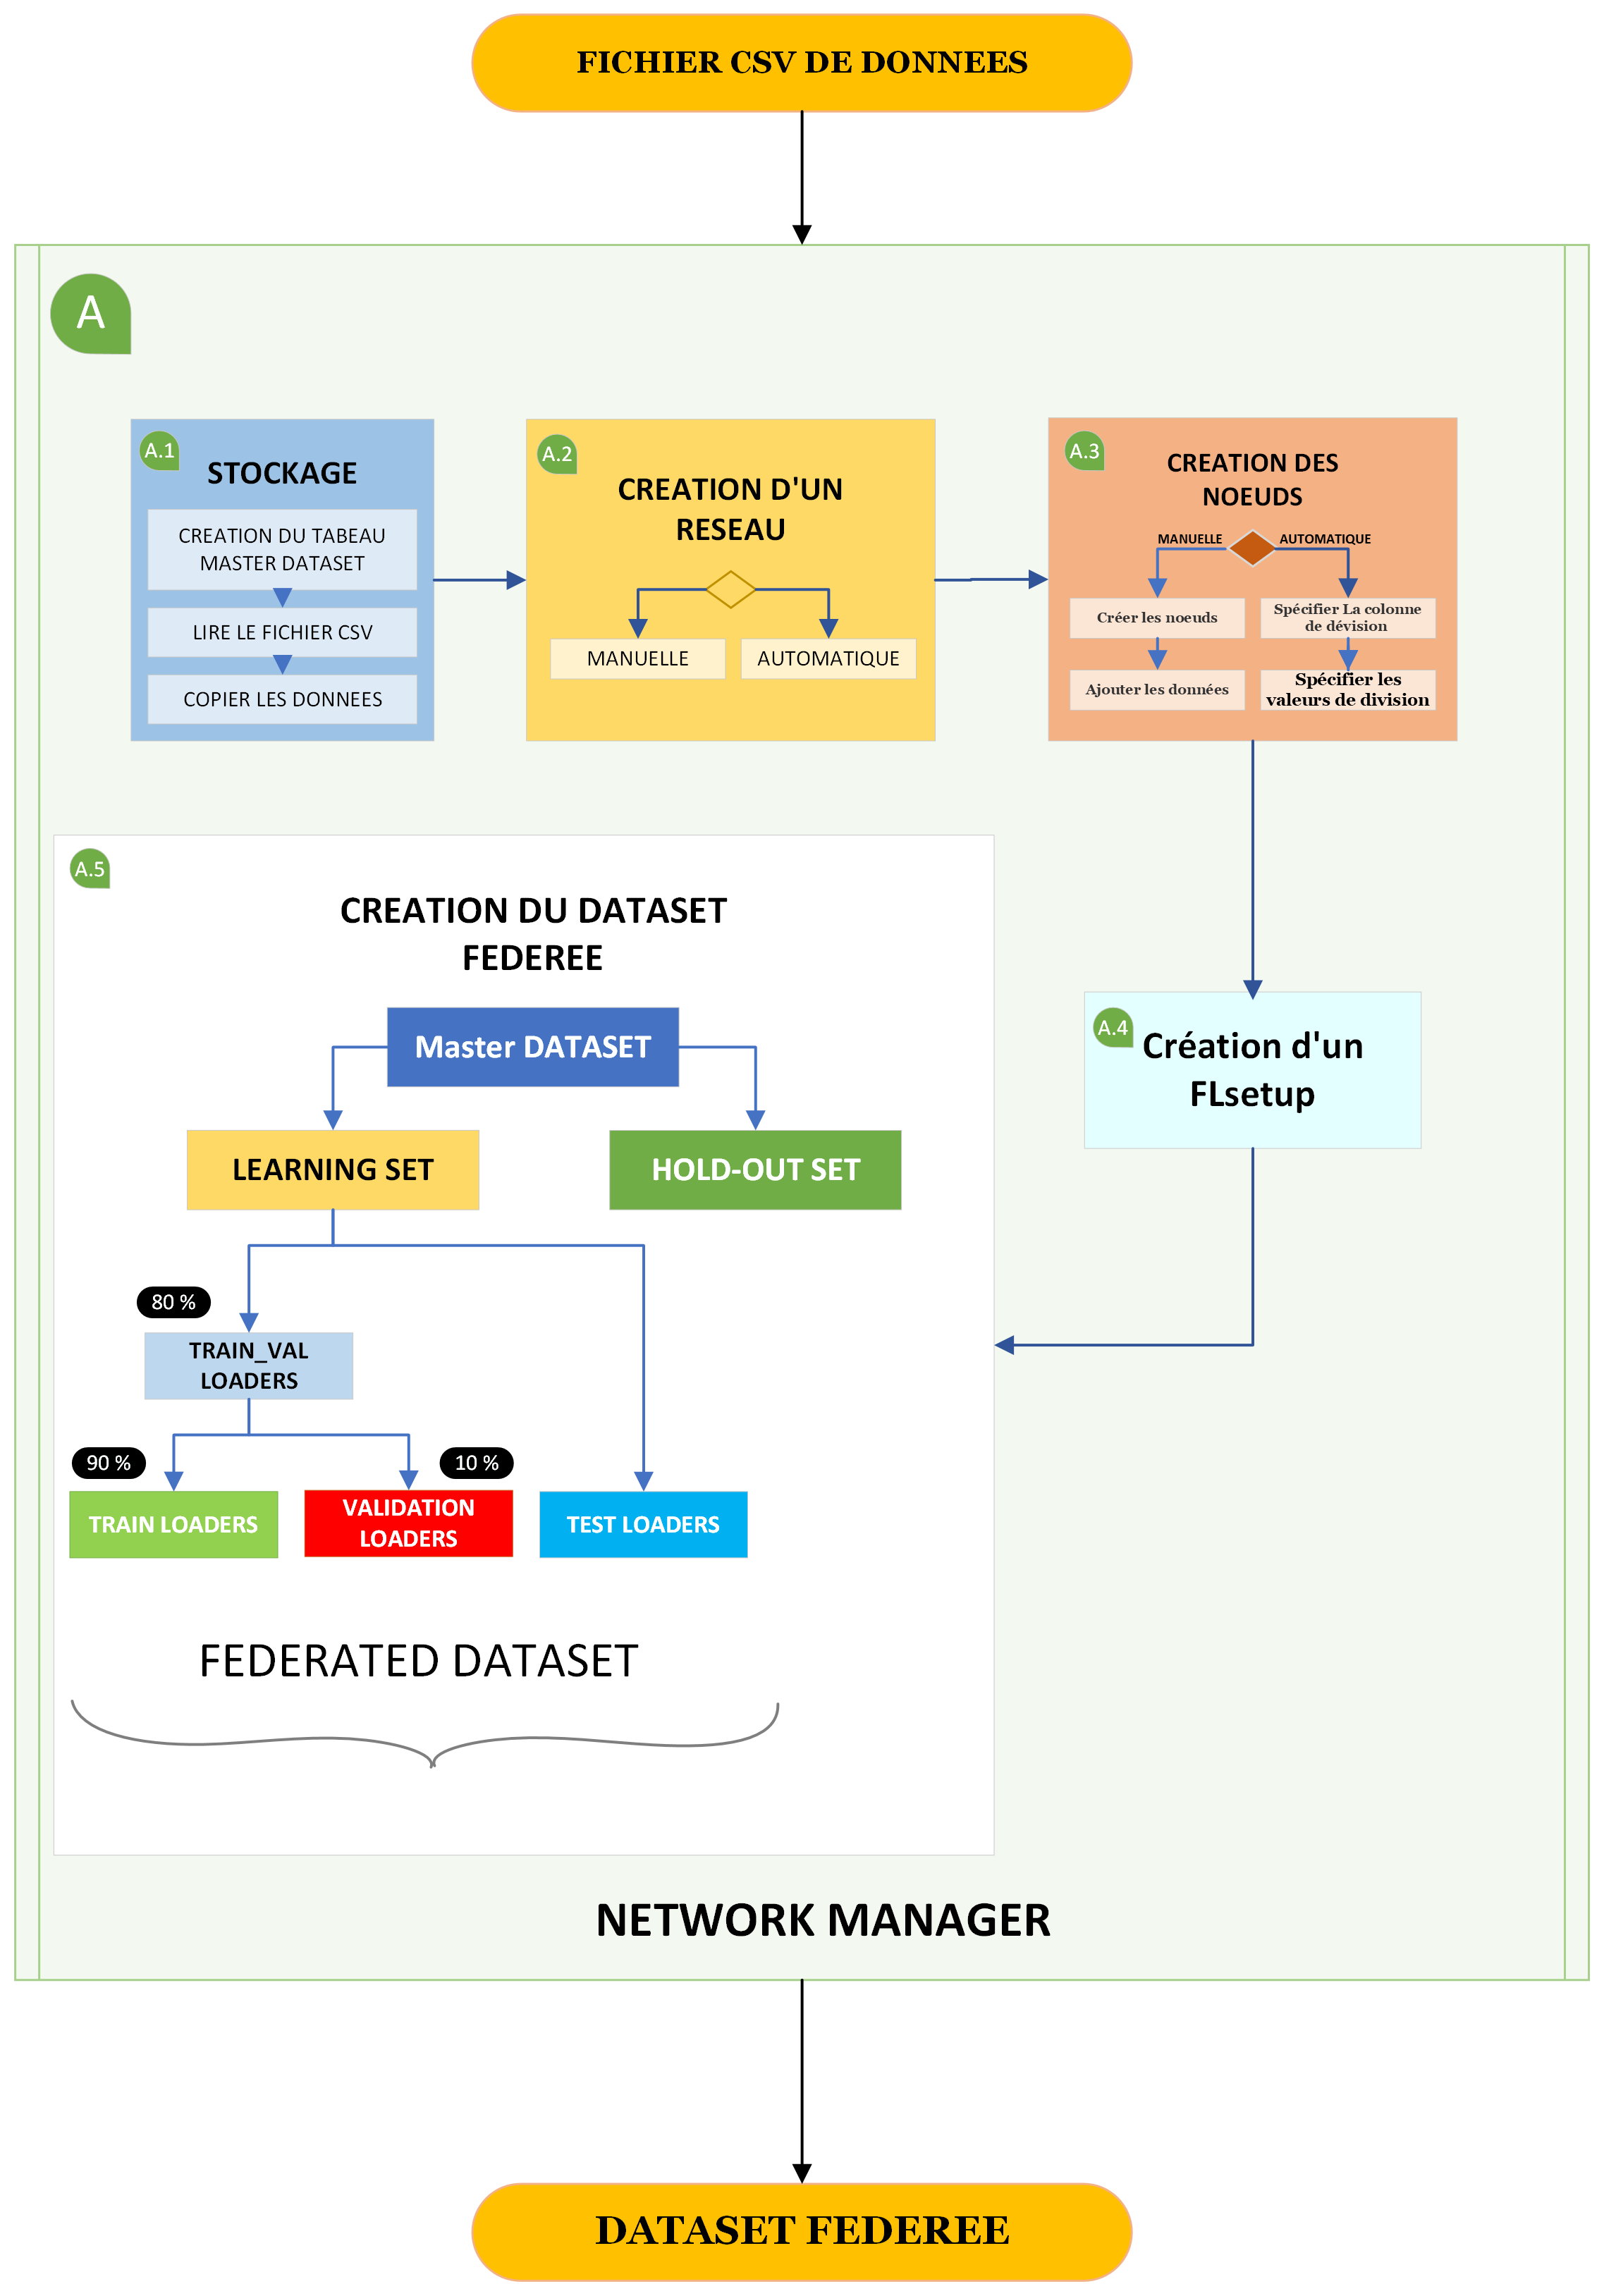 FICHIER CSV DE DONNEES
A
A.1
STOCKAGE
CREATION DU TABEAU
MASTER DATASET
LIRE LE FICHIER CSV
COPIER LES DONNEES
A.2
CREATION D'UN
RESEAU
MANUELLE
AUTOMATIQUE
A.3
CREATION DES
NOEUDS
MANUELLE
AUTOMATIQUE
Créer les noeuds
Ajouter les données
Spécifier La colonne
de dévision
Spécifier les
valeurs de division
A.4
Création d'un
FLsetup
A.5
CREATION DU DATASET
FEDEREE
Master DATASET
LEARNING SET
HOLD-OUT SET
80 %
TRAIN_VAL
LOADERS
90 %
10 %
TRAIN LOADERS
VALIDATION
LOADERS
TEST LOADERS
FEDERATED DATASET
NETWORK MANAGER
DATASET FEDEREE